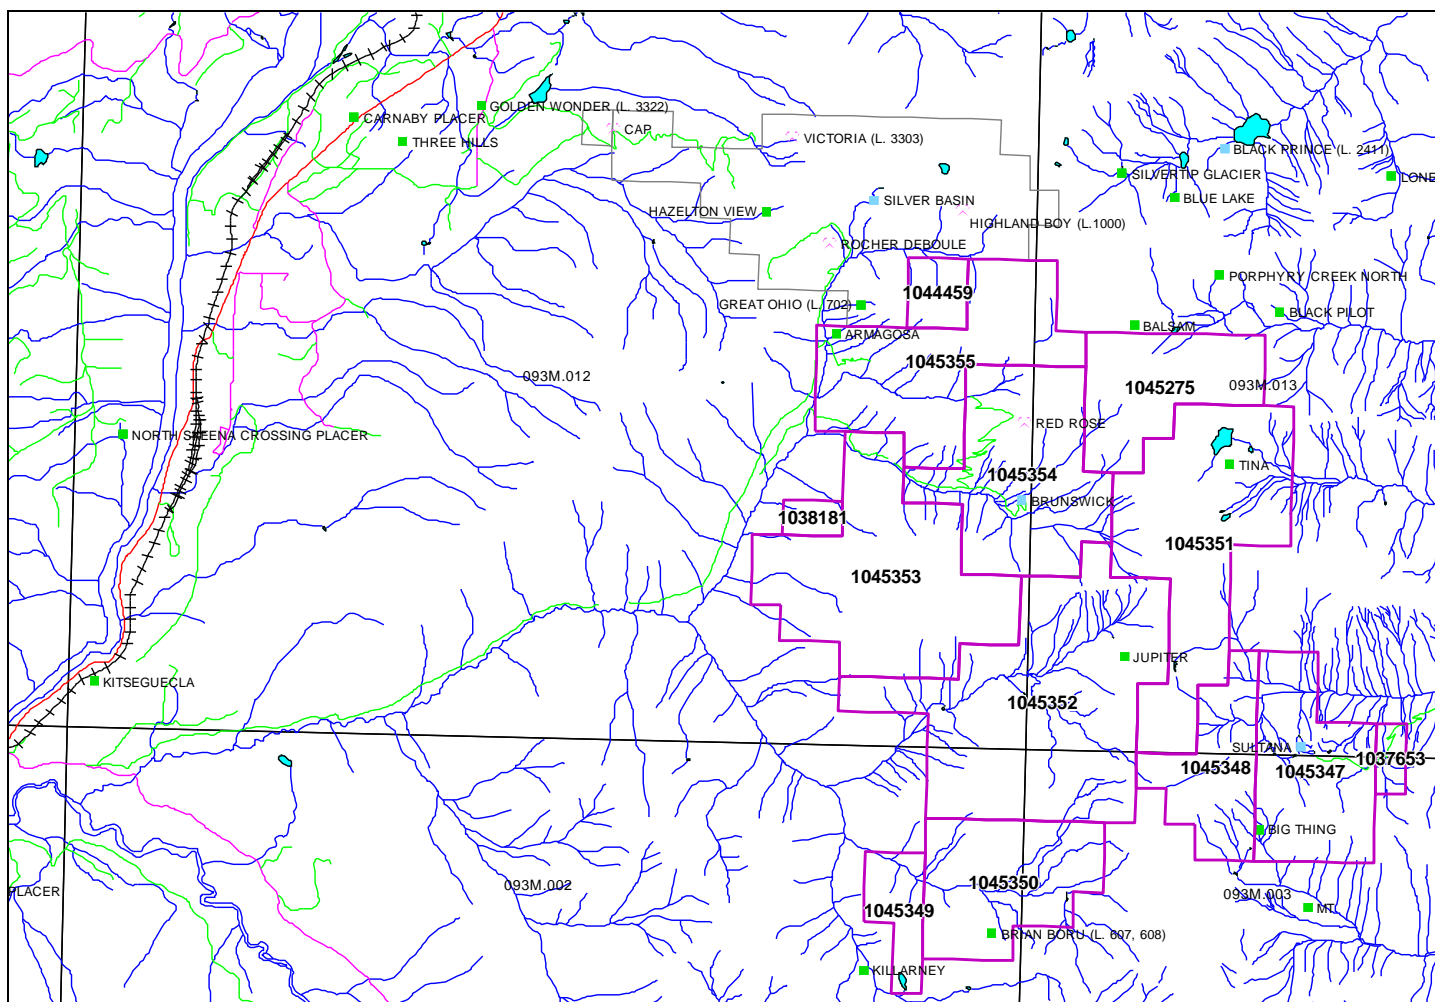 GOLDEN WONDER (L. 3322)
CARNABY PLACER
CAP
THREE HILLS
VICTORIA (L. 3303)
BLACK PRINCE (L. 2411)
SILVERTIP GLACIER
LONE
BLUE LAKE
SILVER BASIN
HAZELTON VIEW
HIGHLAND BOY (L.1000)
ROCHER DEBOULE
PORPHYRY CREEK NORTH
1044459
GREAT OHIO (L. 702)
BLACK PILOT
BALSAM
ARMAGOSA
1045355
093M.012
1045275
093M.013
RED ROSE
NORTH SKEENA CROSSING PLACER
TINA
1045354
BRUNSWICK
1038181
1045351
1045353
JUPITER
KITSEGUECLA
1045352
SULTANA
1037653
1045348
1045347
BIG THING
093M.002
1045350
PLACER
093M.003
1045349
MT.
BRIAN BORU (L. 607, 608)
KILLARNEY